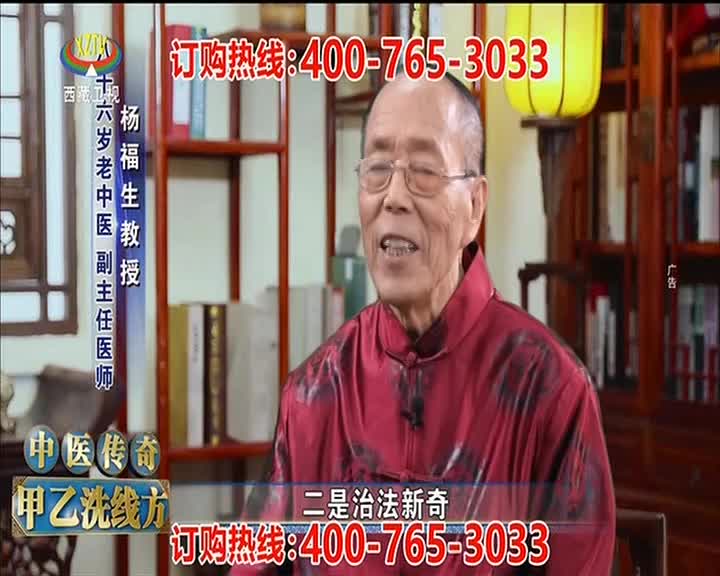 订购热线:400-765-3033
XZTV
西藏卫视
十六岁老中医 副主任医师
杨福生教授
广告
中医传奇
甲乙洗线方
二是治法新奇
订购热线:400-765-3033